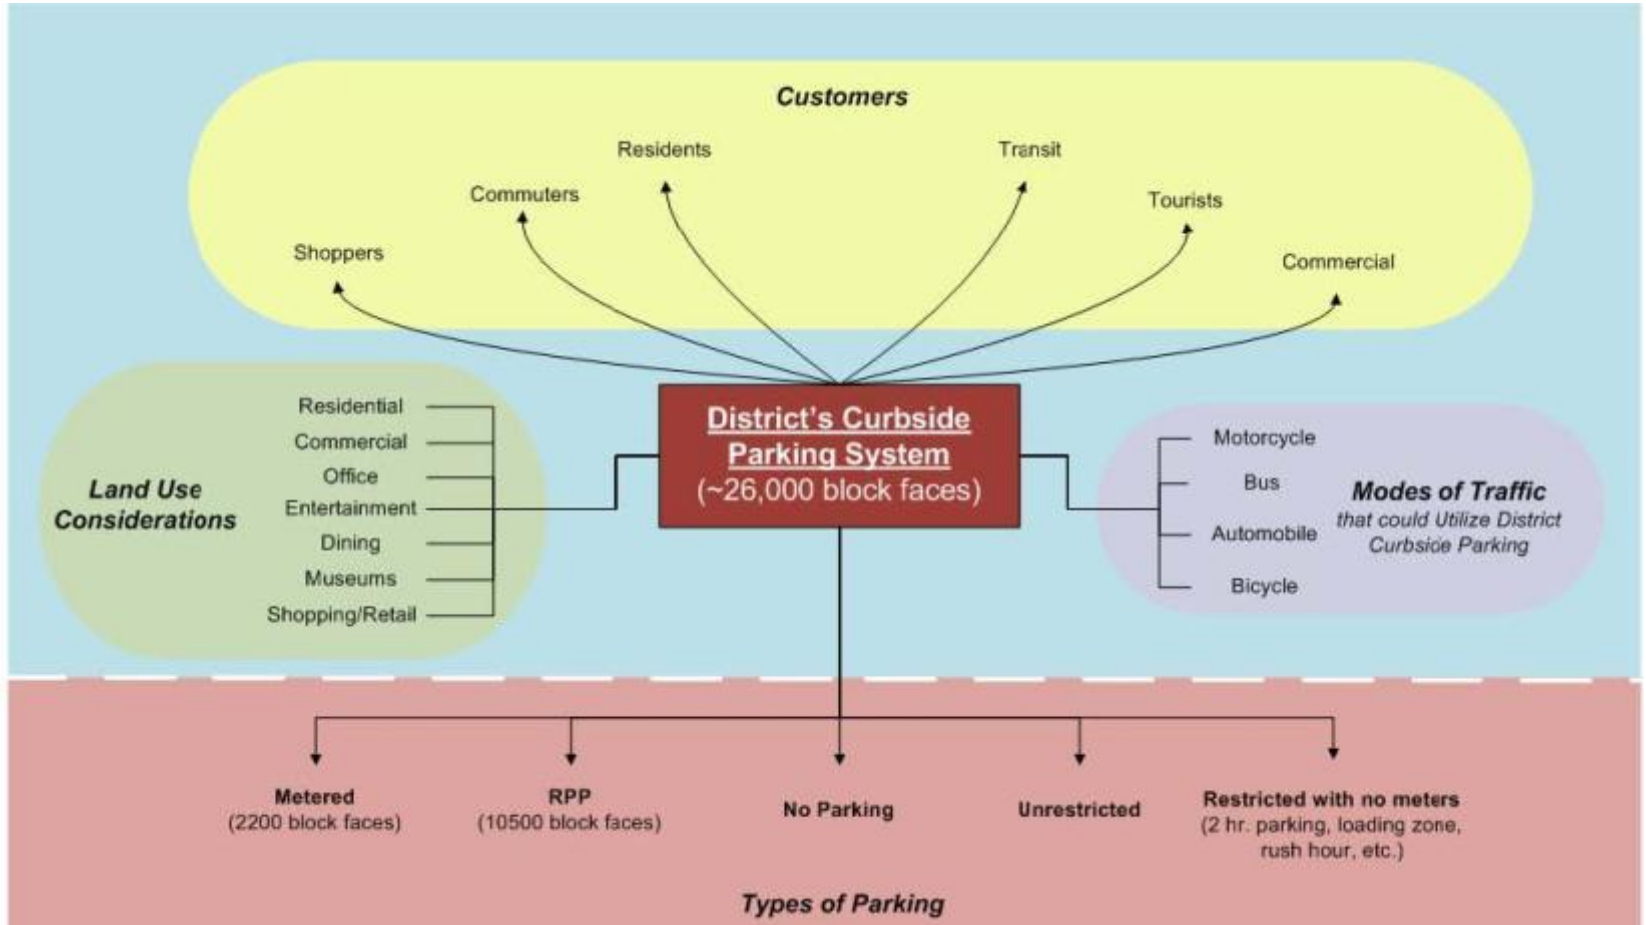 Customers
Residents
Transit
Commuters
Tourists
Shoppers
Commercial
District's Curbside
Parking System
(~26,000 block faces)
Land Use
Considerations
Residential
Commercial
Office
Entertainment
Dining
Museums
Shopping/Retail
Motorcycle
Bus
Automobile
Bicycle
Modes of Traffic
that could Utilize District
Curbside Parking
Metered
(2200 block faces)
RPP
(10500 block faces)
No Parking
Unrestricted
Restricted with no meters
(2 hr. parking, loading zone,
rush hour, etc.)
Types of Parking